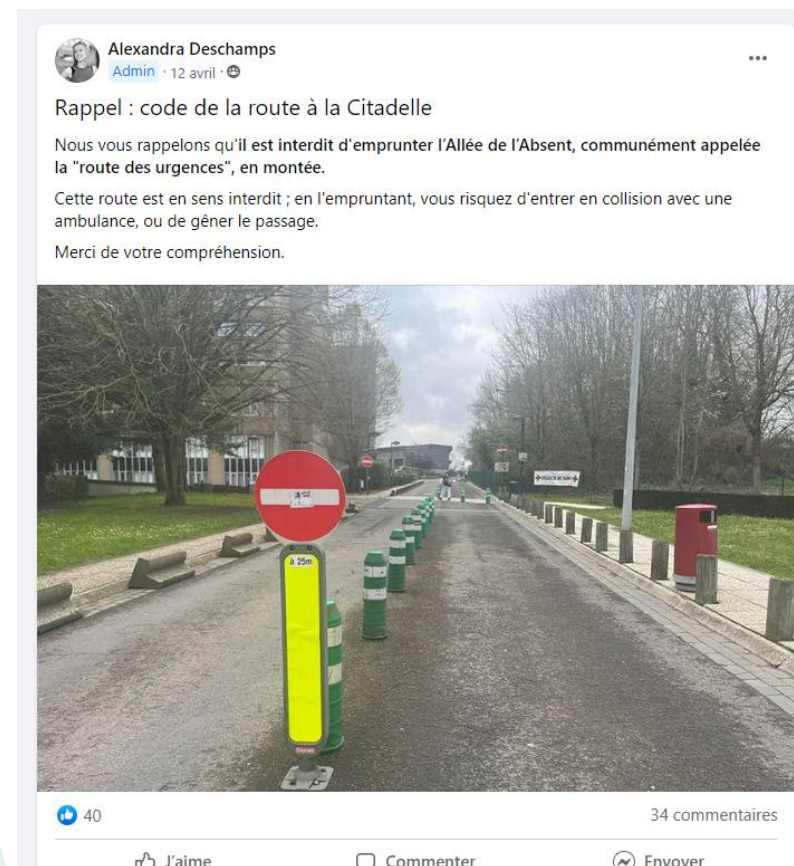 Alexandra Deschamps
Admin · 12 avril ·
Rappel : code de la route à la Citadelle
Nous vous rappelons qu'il est interdit d'emprunter l'Allée de l'Absent, communément appelée
la "route des urgences", en montée.
Cette route est en sens interdit ; en l'empruntant, vous risquez d'entrer en collision avec une
ambulance, ou de gêner le passage.
Merci de votre compréhension.
à 25m
40
34 commentaires
J'aime
Commenter
Envoyer